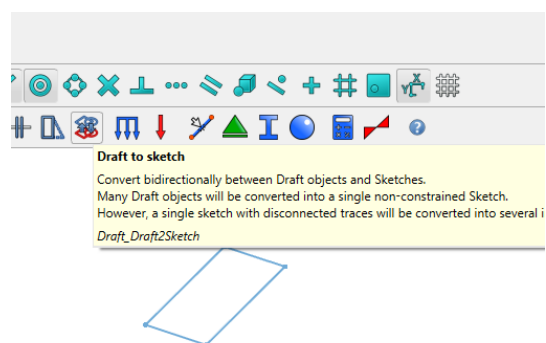 Draft to sketch
Convert bidirectionally between Draft objects and Sketches.
Many Draft objects will be converted into a single non-constrained Sketch.
However, a single sketch with disconnected traces will be converted into several i
Draft_Draft2Sketch